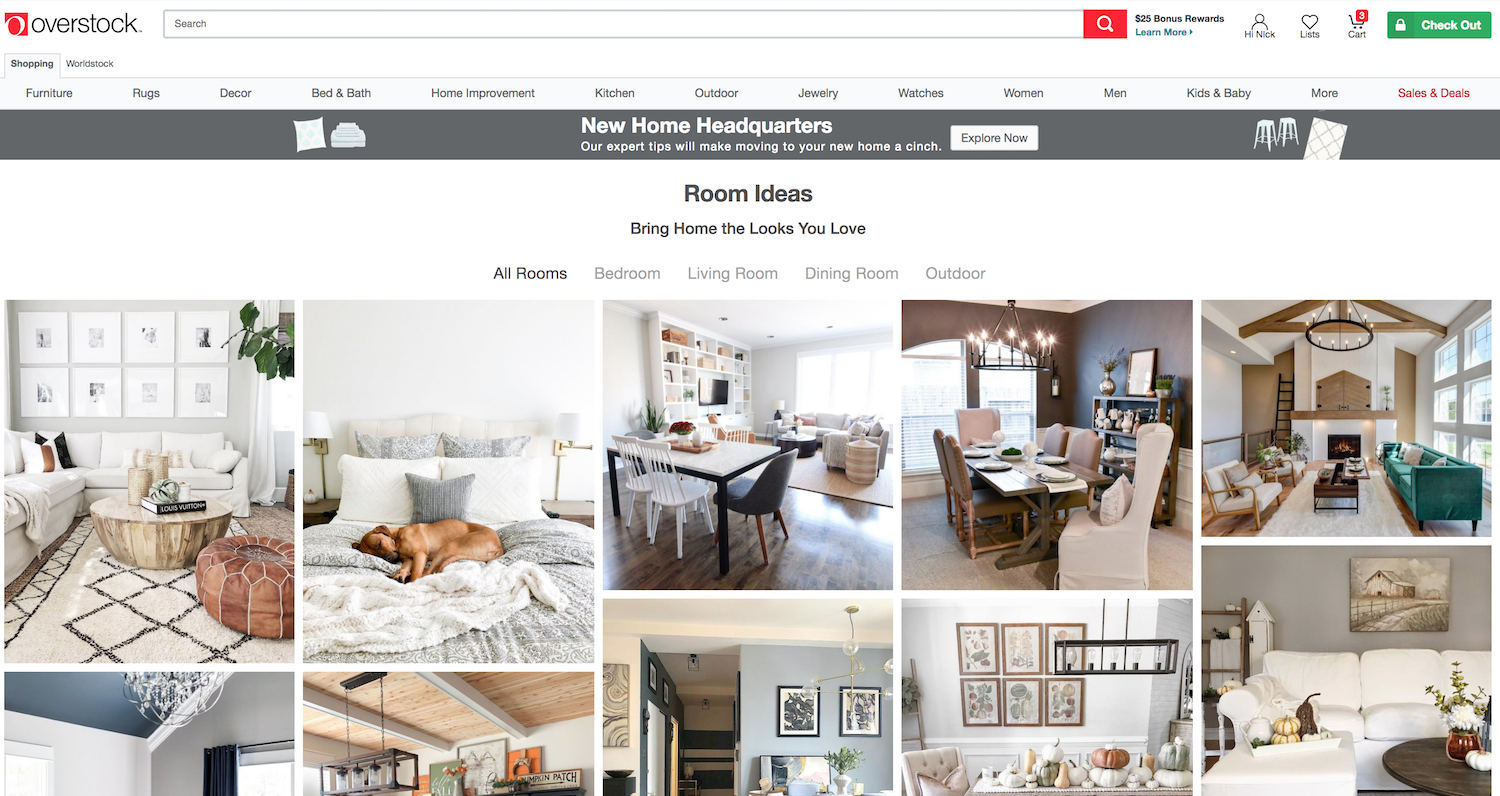 overstock™
Search
$25 Bonus Rewards
Learn More
Hi Nick
Lists
3
Cart
Check Out
Shopping
Worldstock
Furniture
Rugs
Decor
Bed & Bath
Home Improvement
Kitchen
Outdoor
Jewelry
Watches
Women
Men
Kids & Baby
More
Sales & Deals
New Home Headquarters
Our expert tips will make moving to your new home a cinch.
Explore Now
Room Ideas
Bring Home the Looks You Love
All Rooms
Bedroom
Living Room
Dining Room
Outdoor
LOUIS VUITTON
PUMPKIN PATCH